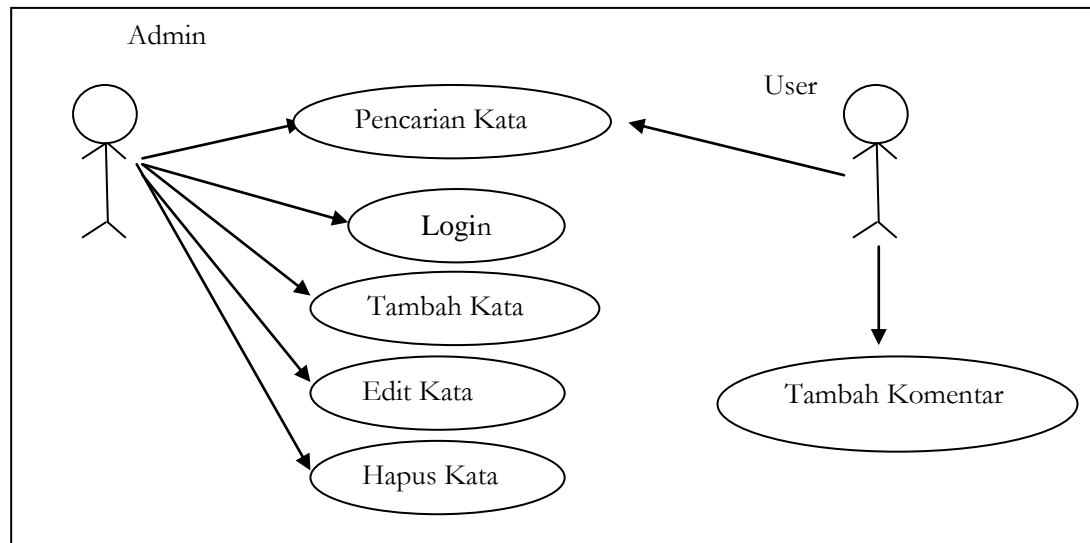 Admin
User
Pencarian Kata
Login
Tambah Kata
Edit Kata
Tambah Komentar
Hapus Kata